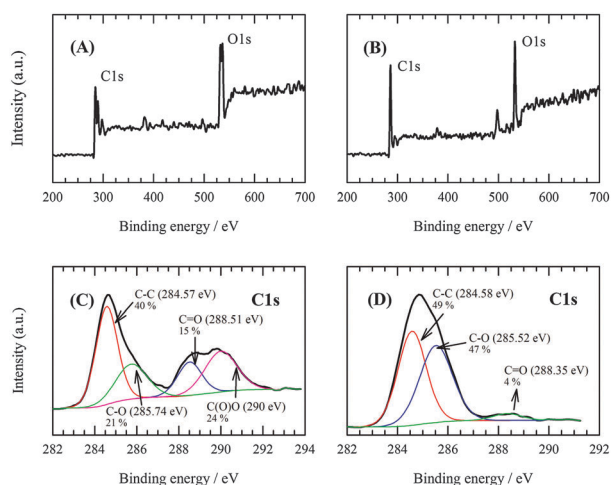 (A)
O1s
C1s
Intensity (a.u.)
200 300 400 500 600 700
Binding energy / eV
(B)
O1s
C1s
200 300 400 500 600 700
Binding energy / eV
(C)
C1s
C-C (284.57 eV)
40 %
C=O (288.51 eV)
15 %
C-O (285.74 eV)
21 %
C(O)O (290 eV)
24 %
Intensity (a.u.)
282 284 286 288 290 292 294
Binding energy / eV
(D)
C1s
C-C (284.58 eV)
49 %
C-O (285.52 eV)
47 %
C=O (288.35 eV)
4 %
282 284 286 288 290 292
Binding energy / eV